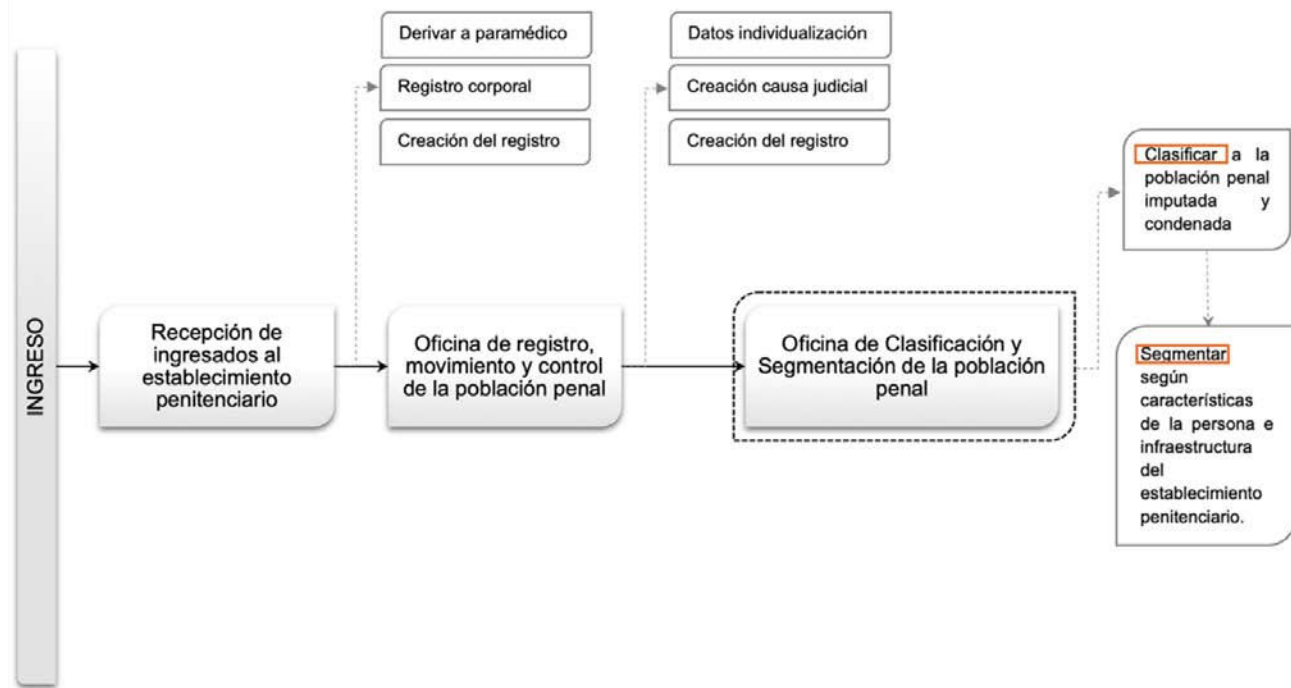 INGRESO
Recepción de
ingresados al
establecimiento
penitenciario
Derivar a paramédico
Registro corporal
Creación del registro
Oficina de registro,
movimiento y control
de la población penal
Datos individualización
Creación causa judicial
Creación del registro
Oficina de Clasificación y
Segmentación de la población
penal
Clasificar a la
población penal
imputada y
condenada
Segmentar
según
características
de la persona e
infraestructura
del
establecimiento
penitenciario.